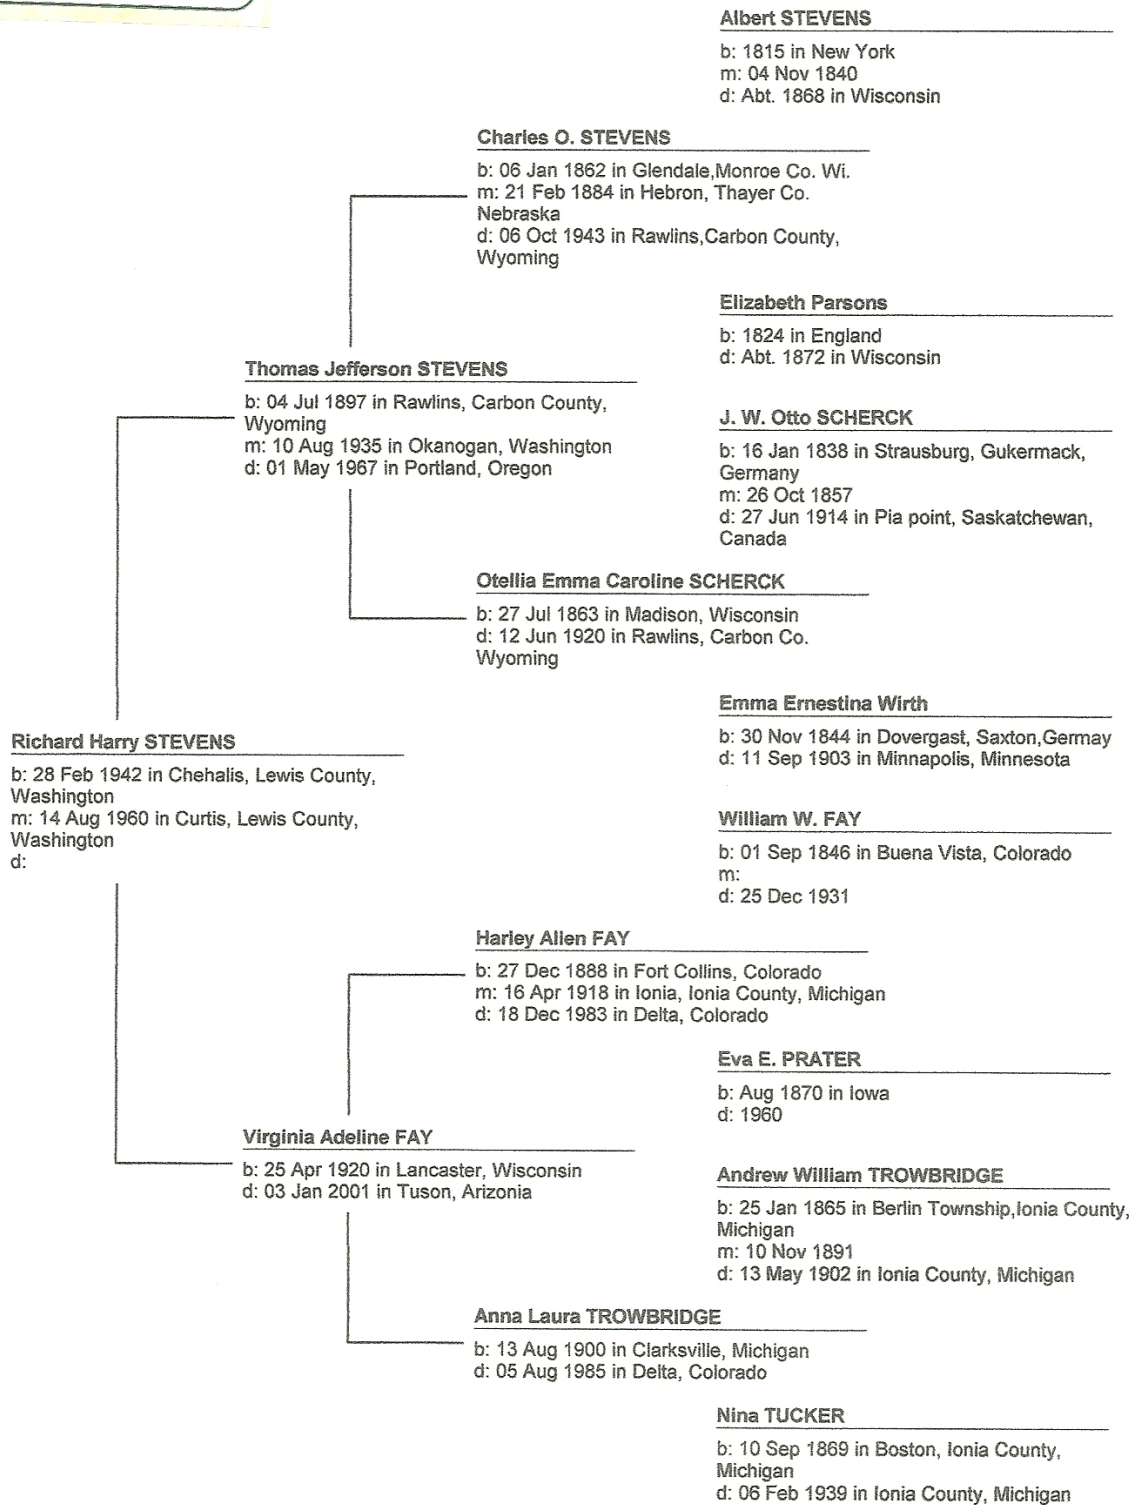 Albert STEVENS
b: 1815 in New York
m: 04 Nov 1840
d: Abt. 1868 in Wisconsin
Charles O. STEVENS
b: 06 Jan 1862 in Glendale,Monroe Co. Wi.
m: 21 Feb 1884 in Hebron, Thayer Co.
Nebraska
d: 06 Oct 1943 in Rawlins,Carbon County,
Wyoming
Elizabeth Parsons
b: 1824 in England
d: Abt. 1872 in Wisconsin
Thomas Jefferson STEVENS
b: 04 Jul 1897 in Rawlins, Carbon County,
Wyoming
m: 10 Aug 1935 in Okanogan, Washington
d: 01 May 1967 in Portland, Oregon
J. W. Otto SCHERCK
b: 16 Jan 1838 in Strausburg, Gukermack,
Germany
m: 26 Oct 1857
d: 27 Jun 1914 in Pia point, Saskatchewan,
Canada
Otellia Emma Caroline SCHERCK
b: 27 Jul 1863 in Madison, Wisconsin
d: 12 Jun 1920 in Rawlins, Carbon Co.
Wyoming
Emma Ernestina Wirth
b: 30 Nov 1844 in Dovergast, Saxton,Germay
d: 11 Sep 1903 in Minnapolis, Minnesota
Richard Harry STEVENS
b: 28 Feb 1942 in Chehalis, Lewis County,
Washington
m: 14 Aug 1960 in Curtis, Lewis County,
Washington
d:
William W. FAY
b: 01 Sep 1846 in Buena Vista, Colorado
m:
d: 25 Dec 1931
Harley Allen FAY
b: 27 Dec 1888 in Fort Collins, Colorado
m: 16 Apr 1918 in Ionia, Ionia County, Michigan
d: 18 Dec 1983 in Delta, Colorado
Eva E. PRATER
b: Aug 1870 in Iowa
d: 1960
Virginia Adeline FAY
b: 25 Apr 1920 in Lancaster, Wisconsin
d: 03 Jan 2001 in Tuson, Arizonia
Andrew William TROWBRIDGE
b: 25 Jan 1865 in Berlin Township,Ionia County,
Michigan
m: 10 Nov 1891
d: 13 May 1902 in Ionia County, Michigan
Anna Laura TROWBRIDGE
b: 13 Aug 1900 in Clarksville, Michigan
d: 05 Aug 1985 in Delta, Colorado
Nina TUCKER
b: 10 Sep 1869 in Boston, Ionia County,
Michigan
d: 06 Feb 1939 in Ionia County, Michigan